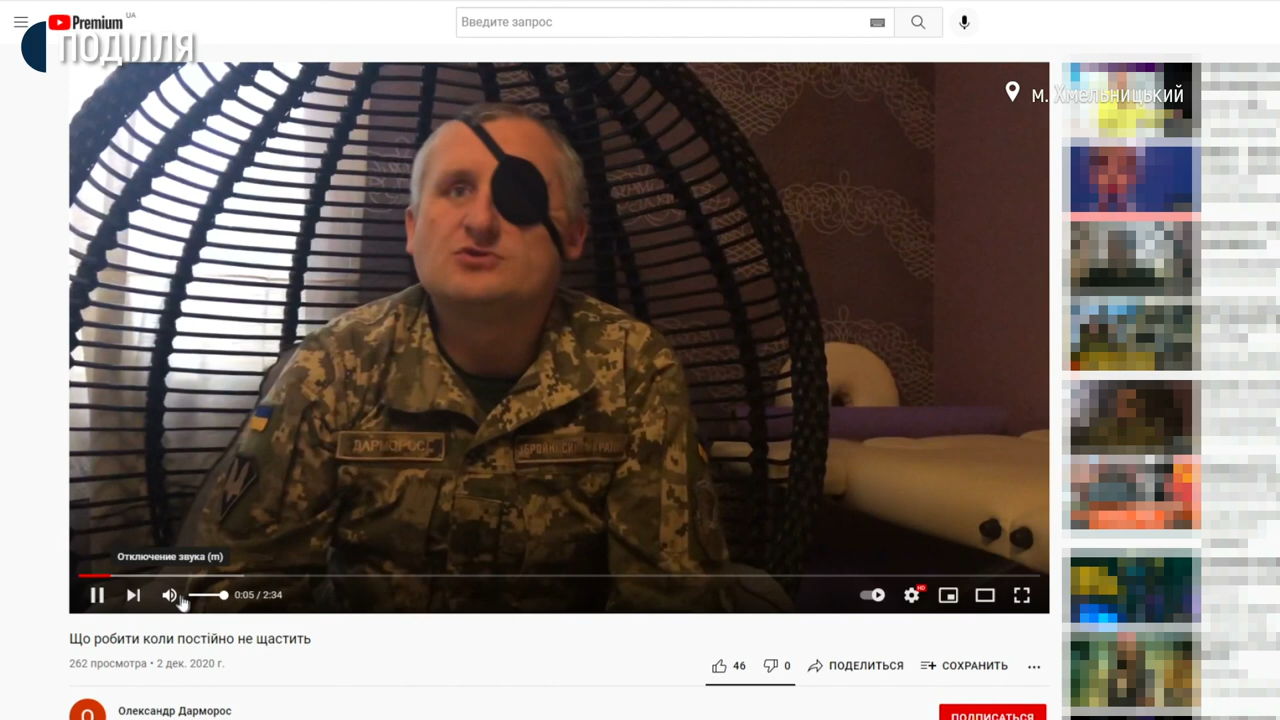 Premium UA
ПОДІЛЛЯ
Введите запрос
м. Хмельницький
ДАРМОРОС
ЗБРОЙНІ СИЛИ УКРАЇНИ
Отключение звука (m)
0:05 / 2:34
HD
Що робити коли постійно не щастить
262 просмотра • 2 дек. 2020 г.
46
0
ПОДЕЛИТЬСЯ
СОХРАНИТЬ
О
Олександр Дарморос
ПОДПИСАТЬСЯ